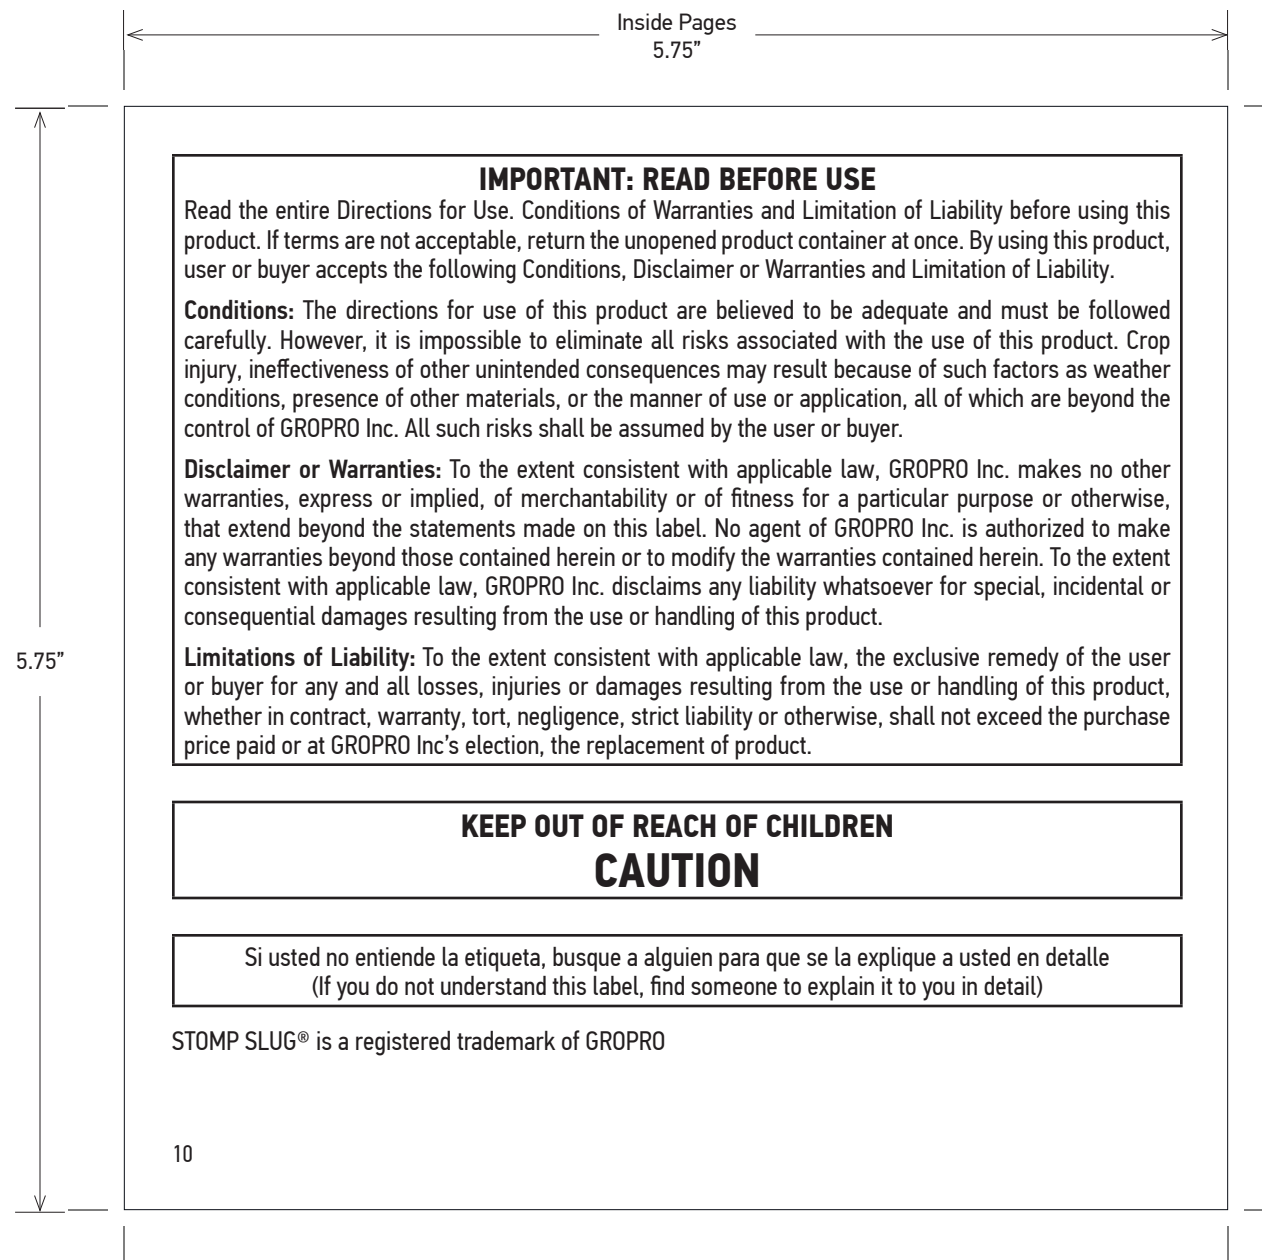 Inside Pages
5.75”
IMPORTANT: READ BEFORE USE
Read the entire Directions for Use. Conditions of Warranties and Limitation of Liability before using this
product. If terms are not acceptable, return the unopened product container at once. By using this product,
user or buyer accepts the following Conditions, Disclaimer or Warranties and Limitation of Liability.
Conditions: The directions for use of this product are believed to be adequate and must be followed
carefully. However, it is impossible to eliminate all risks associated with the use of this product. Crop
injury, ineffectiveness of other unintended consequences may result because of such factors as weather
conditions, presence of other materials, or the manner of use or application, all of which are beyond the
control of GROPRO Inc. All such risks shall be assumed by the user or buyer.
Disclaimer or Warranties: To the extent consistent with applicable law, GROPRO Inc. makes no other
warranties, express or implied, of merchantability or of fitness for a particular purpose or otherwise,
that extend beyond the statements made on this label. No agent of GROPRO Inc. is authorized to make
any warranties beyond those contained herein or to modify the warranties contained herein. To the extent
consistent with applicable law, GROPRO Inc. disclaims any liability whatsoever for special, incidental or
consequential damages resulting from the use or handling of this product.
5.75”
Limitations of Liability: To the extent consistent with applicable law, the exclusive remedy of the user
or buyer for any and all losses, injuries or damages resulting from the use or handling of this product,
whether in contract, warranty, tort, negligence, strict liability or otherwise, shall not exceed the purchase
price paid or at GROPRO Inc’s election, the replacement of product.
KEEP OUT OF REACH OF CHILDREN
CAUTION
Si usted no entiende la etiqueta, busque a alguien para que se la explique a usted en detalle
(If you do not understand this label, find someone to explain it to you in detail)
STOMP SLUG® is a registered trademark of GROPRO
10